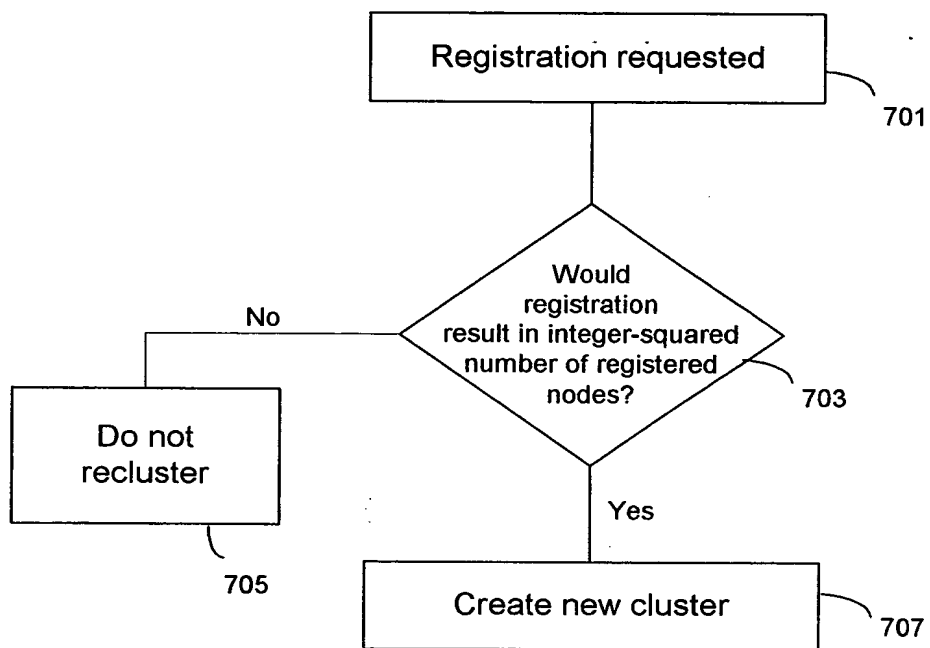 Registration requested
701
Would
registration
result in integer-squared
number of registered
nodes?
703
No
Do not
recluster
705
Yes
Create new cluster
707